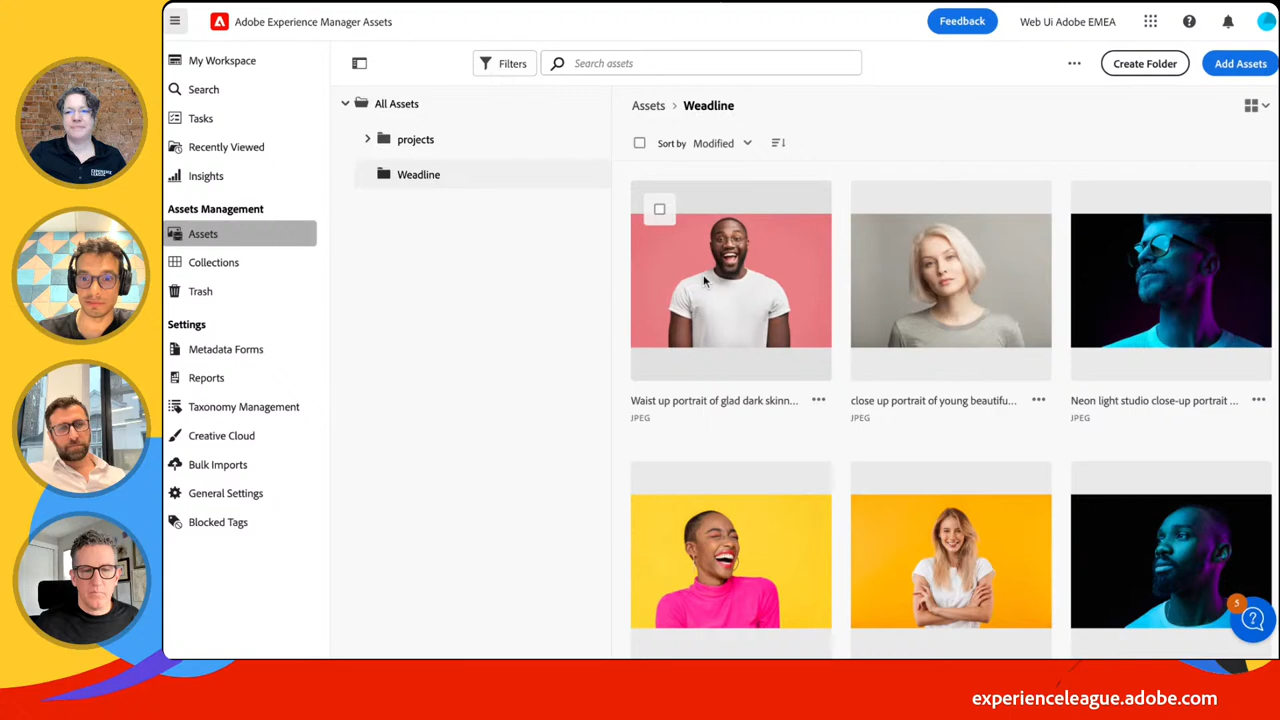 Adobe Experience Manager Assets
Feedback
Web Ui Adobe EMEA
My Workspace
Search
Tasks
Recently Viewed
Insights
Assets Management
Assets
Collections
Trash
Settings
Metadata Forms
Reports
Taxonomy Management
Creative Cloud
Bulk Imports
General Settings
Blocked Tags
Filters
Search assets
Create Folder
Add Assets
All Assets
projects
Weadline
Assets > Weadline
Sort by Modified
Waist up portrait of glad dark skinn...
JPEG
close up portrait of young beautifu...
JPEG
Neon light studio close-up portrait ...
JPEG
5
experienceleague.adobe.com